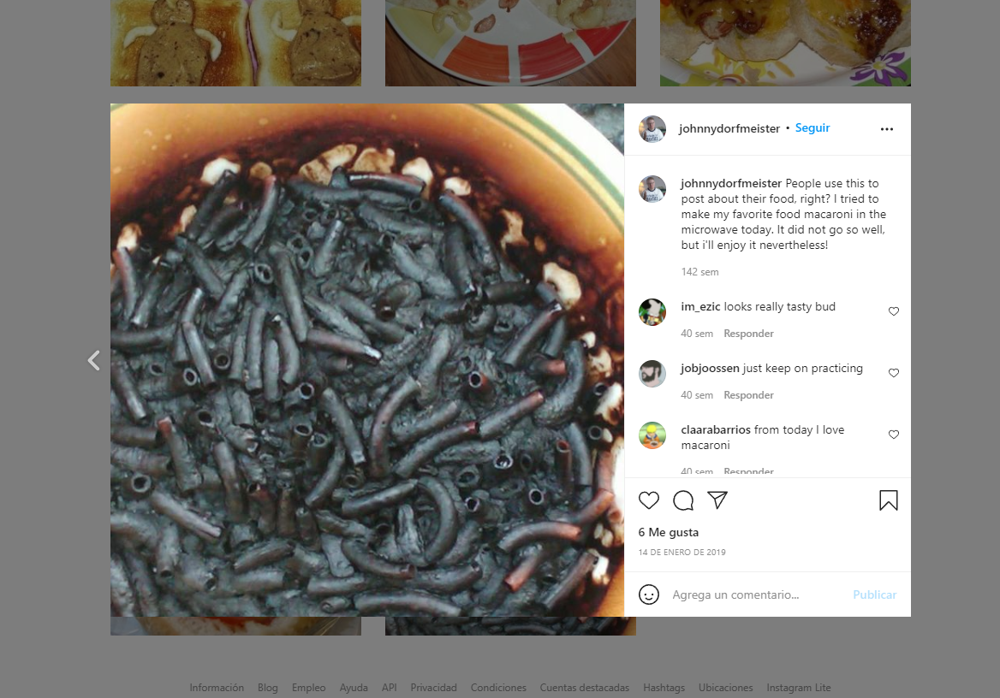 johnnydorfmeister • Seguir
johnnydorfmeister People use this to
post about their food, right? I tried to
make my favorite food macaroni in the
microwave today. It did not go so well,
but i'll enjoy it nevertheless!
142 sem
im_ezic looks really tasty bud
40 sem Responder
jobjoossen just keep on practicing
40 sem Responder
claarabarrios from today I love
macaroni
40 sem Responder
6 Me gusta
14 DE ENERO DE 2019
Agrega un comentario... Publicar
Información Blog Empleo Ayuda API Privacidad Condiciones Cuentas destacadas Hashtags Ubicaciones Instagram Lite